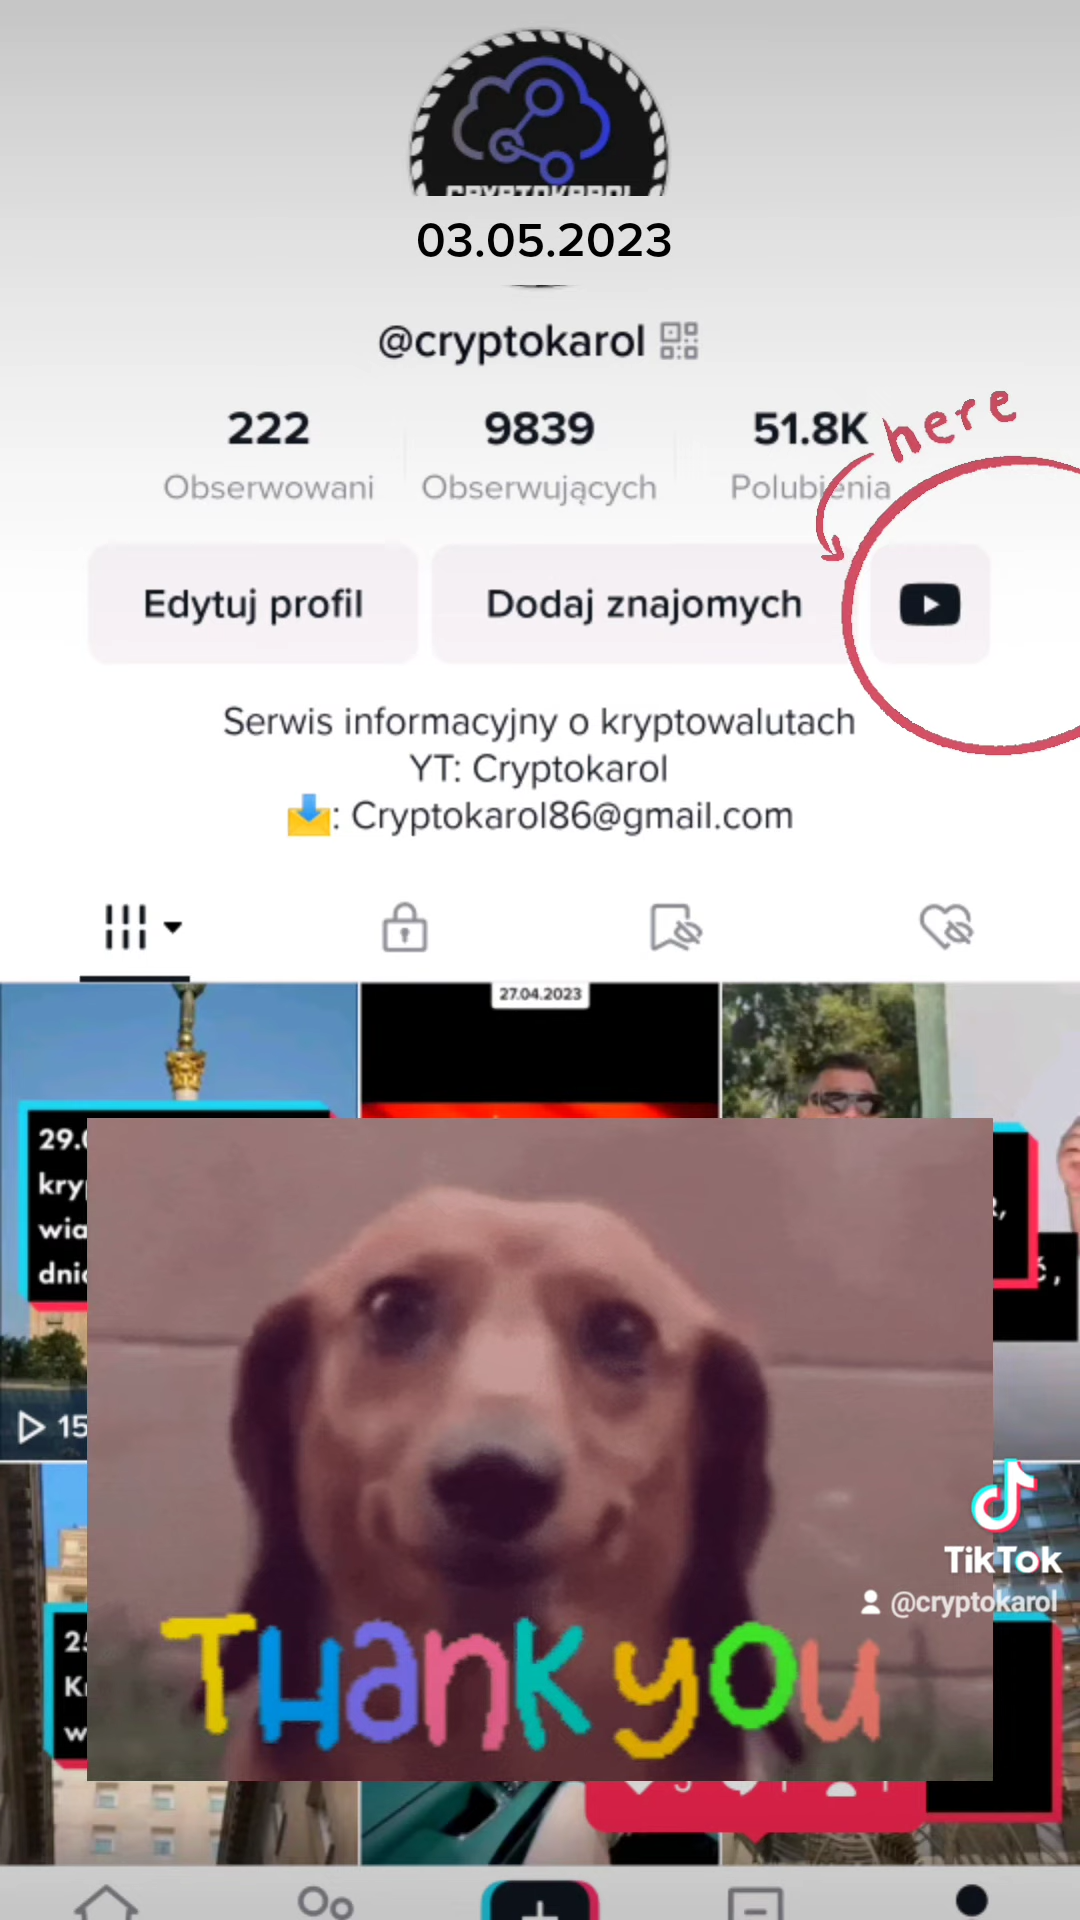 CRYPTOKAROL
03.05.2023
@cryptokarol
222 9839 51.8K
here
Obserwowani Obserwujących Polubienia
Edytuj profil Dodaj znajomych
Serwis informacyjny o kryptowalutach
YT: Cryptokarol
: Cryptokarol86@gmail.com
27.04.2023
TikTok
@cryptokarol
Thank you